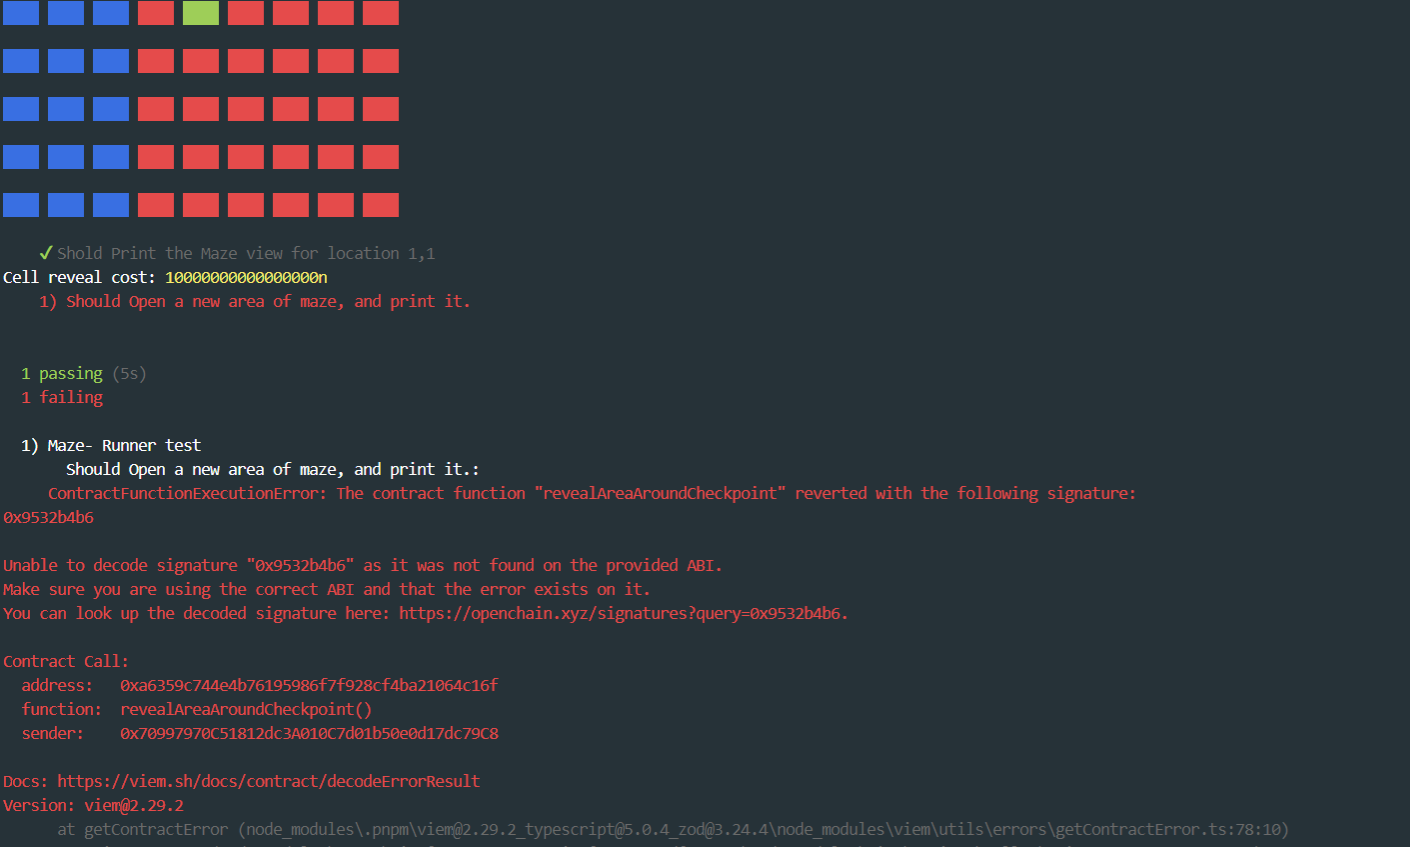 ✓ Shold Print the Maze view for location 1,1
Cell reveal cost: 10000000000000000n
1) Should Open a new area of maze, and print it.
1 passing (5s)
1 failing
1) Maze- Runner test
Should Open a new area of maze, and print it.:
ContractFunctionExecutionError: The contract function "revealAreaAroundCheckpoint" reverted with the following signature:
0x9532b4b6
Unable to decode signature "0x9532b4b6" as it was not found on the provided ABI.
Make sure you are using the correct ABI and that the error exists on it.
You can look up the decoded signature here: https://openchain.xyz/signatures?query=0x9532b4b6.
Contract Call:
address: 0xa6359c744e4b76195986f7f928cf4ba21064c16f
function: revealAreaAroundCheckpoint()
sender: 0x70997970C51812dc3A010C7d01b50e0d17dc79C8
Docs: https://viem.sh/docs/contract/decodeErrorResult
Version: viem@2.29.2
at getContractError (node_modules\.pnpm\viem@2.29.2_typescript@5.0.4_zod@3.24.4\node_modules\viem\utils\errors\getContractError.ts:78:10)